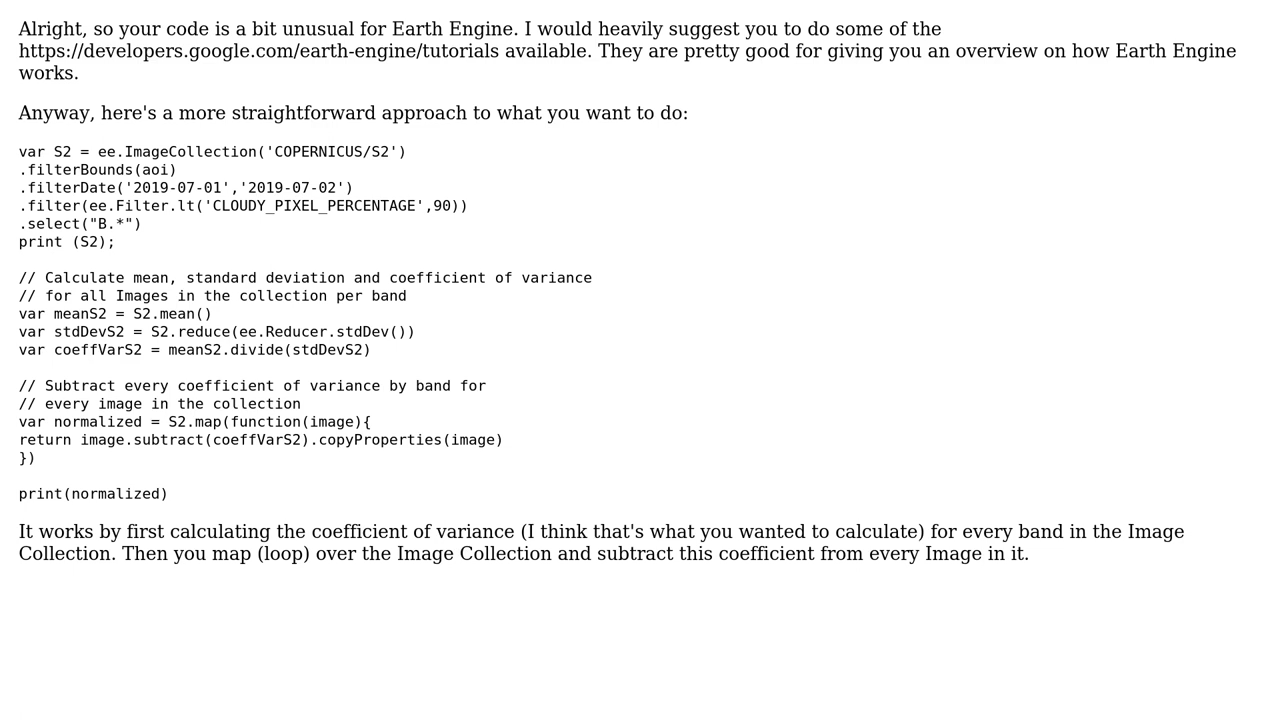 Alright, so your code is a bit unusual for Earth Engine. I would heavily suggest you to do some of the
https://developers.google.com/earth-engine/tutorials available. They are pretty good for giving you an overview on how Earth Engine
works.
Anyway, here's a more straightforward approach to what you want to do:
var S2 = ee.ImageCollection('COPERNICUS/S2')
.filterBounds(aoi)
.filterDate('2019-07-01','2019-07-02')
.filter(ee.Filter.lt('CLOUDY_PIXEL_PERCENTAGE',90))
.select("B.*")
print (S2);
// Calculate mean, standard deviation and coefficient of variance
// for all Images in the collection per band
var meanS2 = S2.mean()
var stdDevS2 = S2.reduce(ee.Reducer.stdDev())
var coeffVarS2 = meanS2.divide(stdDevS2)
// Subtract every coefficient of variance by band for
// every image in the collection
var normalized = S2.map(function(image){
return image.subtract(coeffVarS2).copyProperties(image)
})
print(normalized)
It works by first calculating the coefficient of variance (I think that's what you wanted to calculate) for every band in the Image
Collection. Then you map (loop) over the Image Collection and subtract this coefficient from every Image in it.